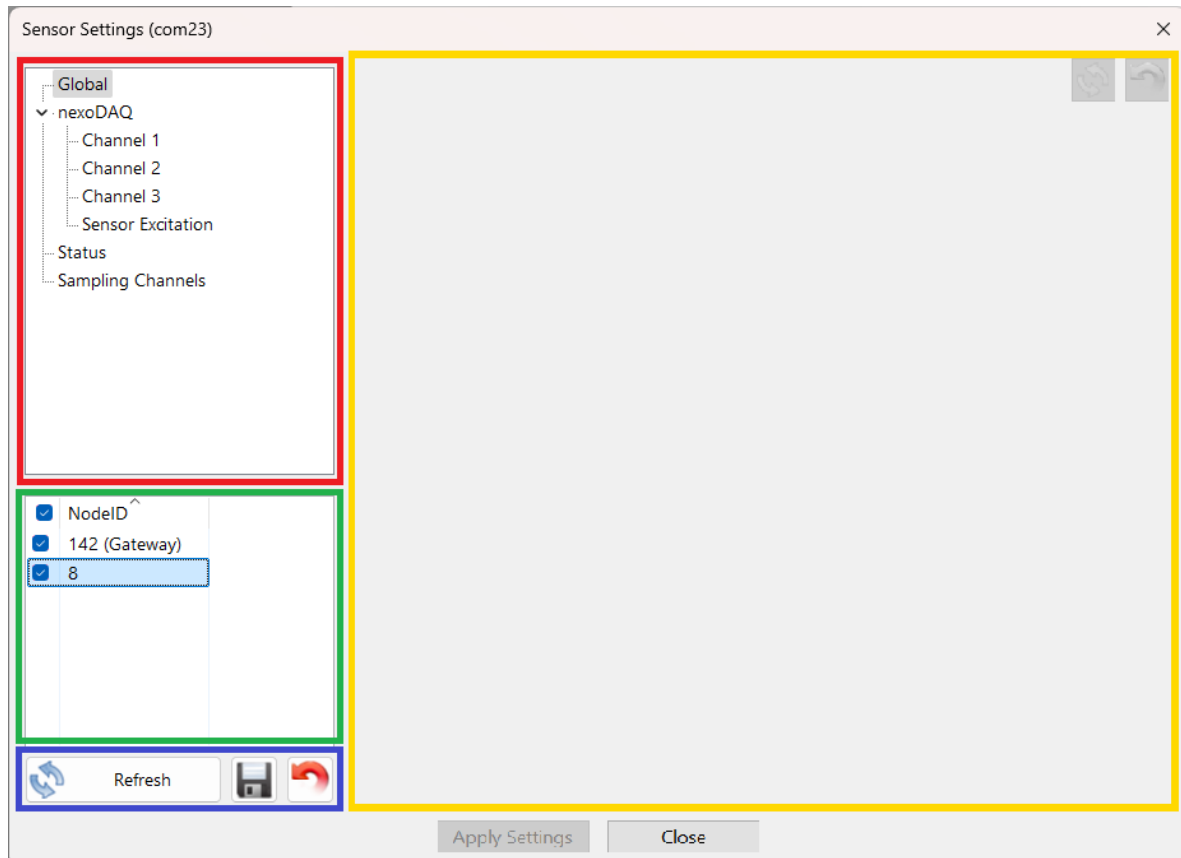 Sensor Settings (com23)
Global
nexoDAQ
Channel 1
Channel 2
Channel 3
Sensor Excitation
Status
Sampling Channels
NodeID
142 (Gateway)
8
Refresh
Apply Settings
Close